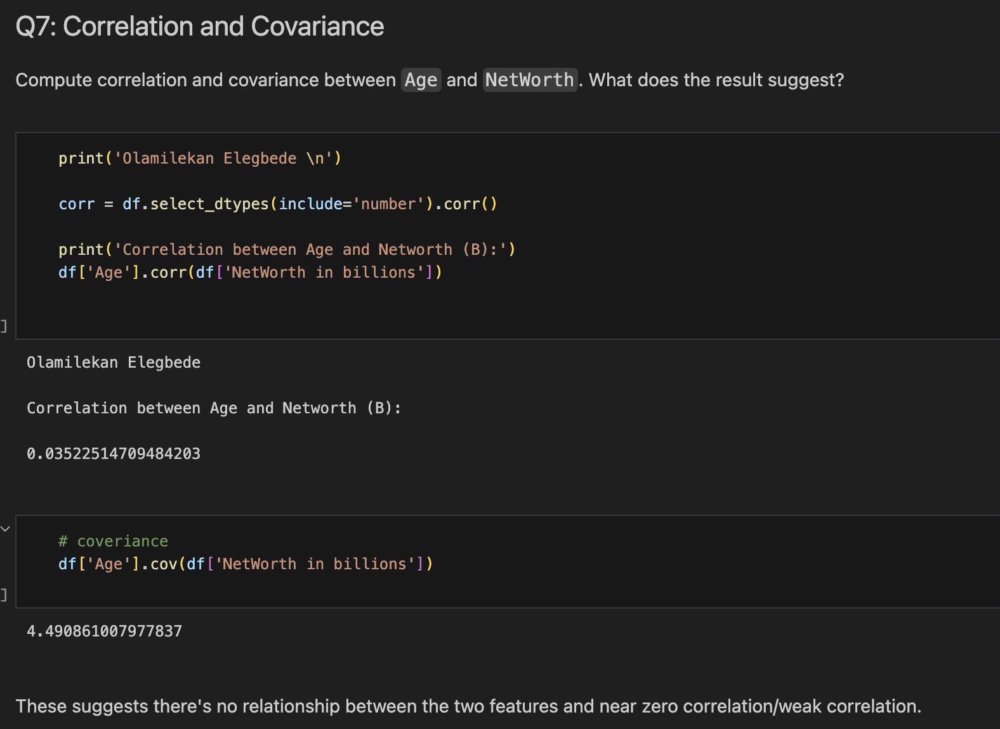 Q7: Correlation and Covariance
Compute correlation and covariance between Age and NetWorth. What does the result suggest?
print('Olamilekan Elegbede \n')
corr = df.select_dtypes(include='number').corr()
print('Correlation between Age and Networth (B):')
df['Age'].corr(df['NetWorth in billions'])
]
Olamilekan Elegbede
Correlation between Age and Networth (B):
0.03522514709484203
# coveriance
df['Age'].cov(df['NetWorth in billions'])
]
4.490861007977837
These suggests there's no relationship between the two features and near zero correlation/weak correlation.